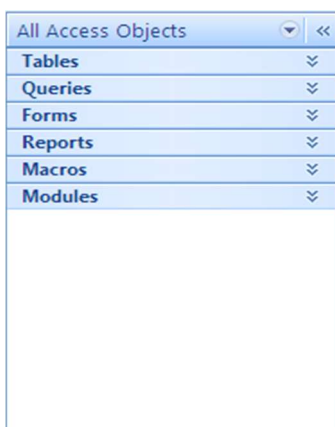 All Access Objects
Tables
Queries
Forms
Reports
Macros
Modules